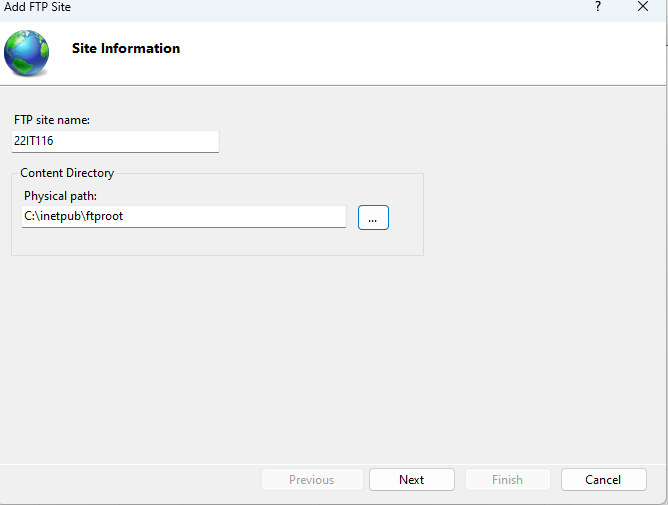 Add FTP Site
?
Site Information
FTP site name:
22IT116
Content Directory
Physical path:
C:\inetpub\ftproot
...
Previous Next Finish Cancel